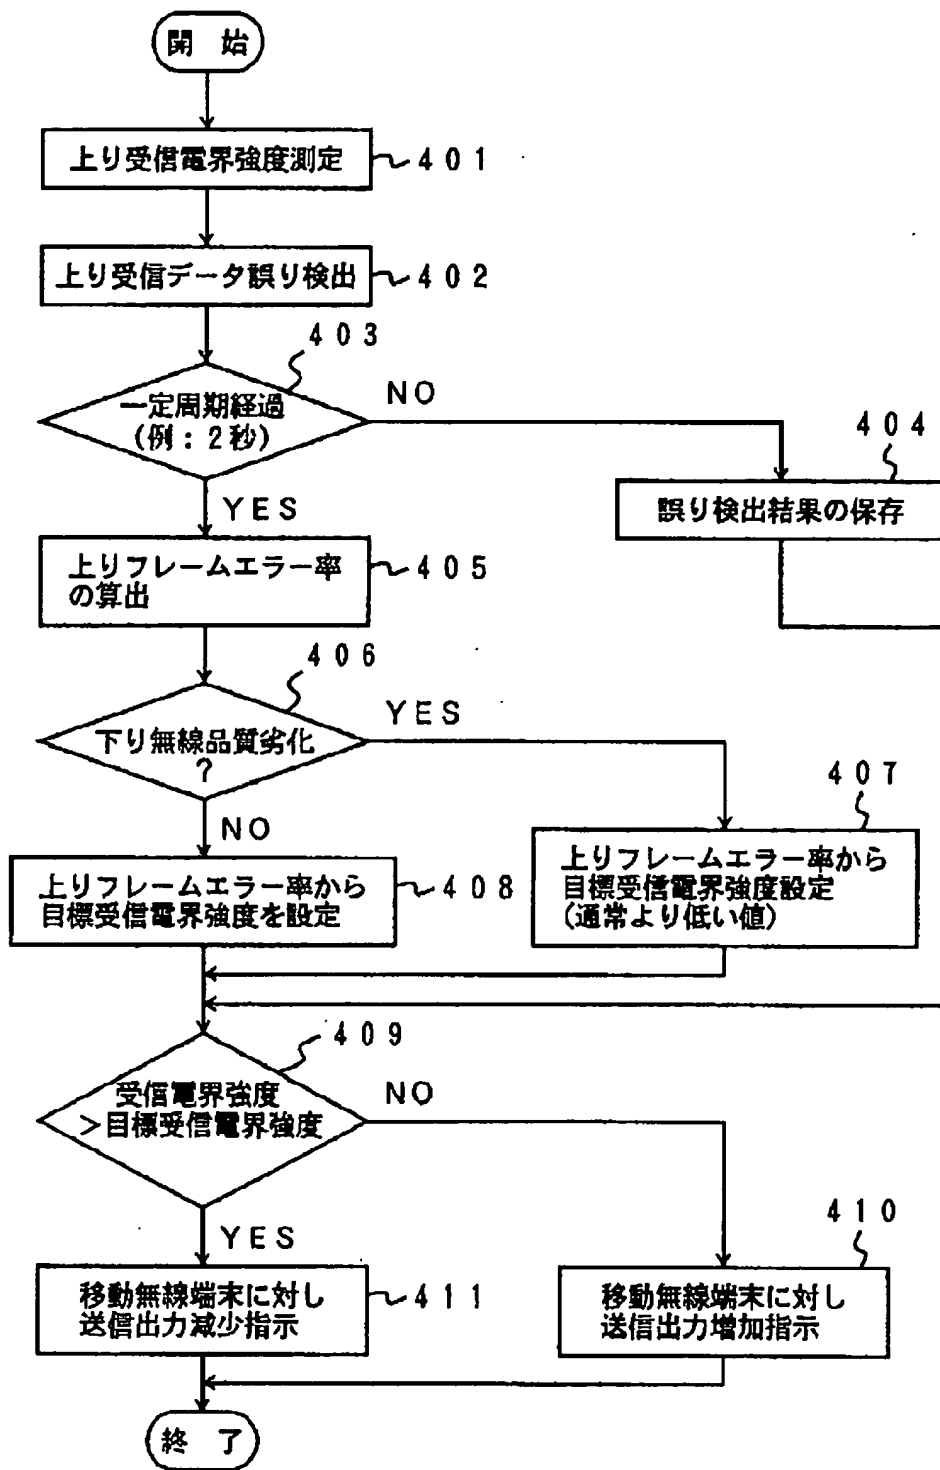 開 始
上り受信電界強度測定
401
上り受信データ誤り検出
402
403
一定周期経過
(例:2秒)
NO
YES
404
誤り検出結果の保存
上りフレームエラー率
の算出
405
406
下り無線品質劣化
?
YES
NO
407
上りフレームエラー率から
目標受信電界強度設定
(通常より低い値)
上りフレームエラー率から
目標受信電界強度を設定
408
409
受信電界強度
>目標受信電界強度
NO
YES
410
移動無線端末に対し
送信出力増加指示
移動無線端末に対し
送信出力減少指示
411
終 了